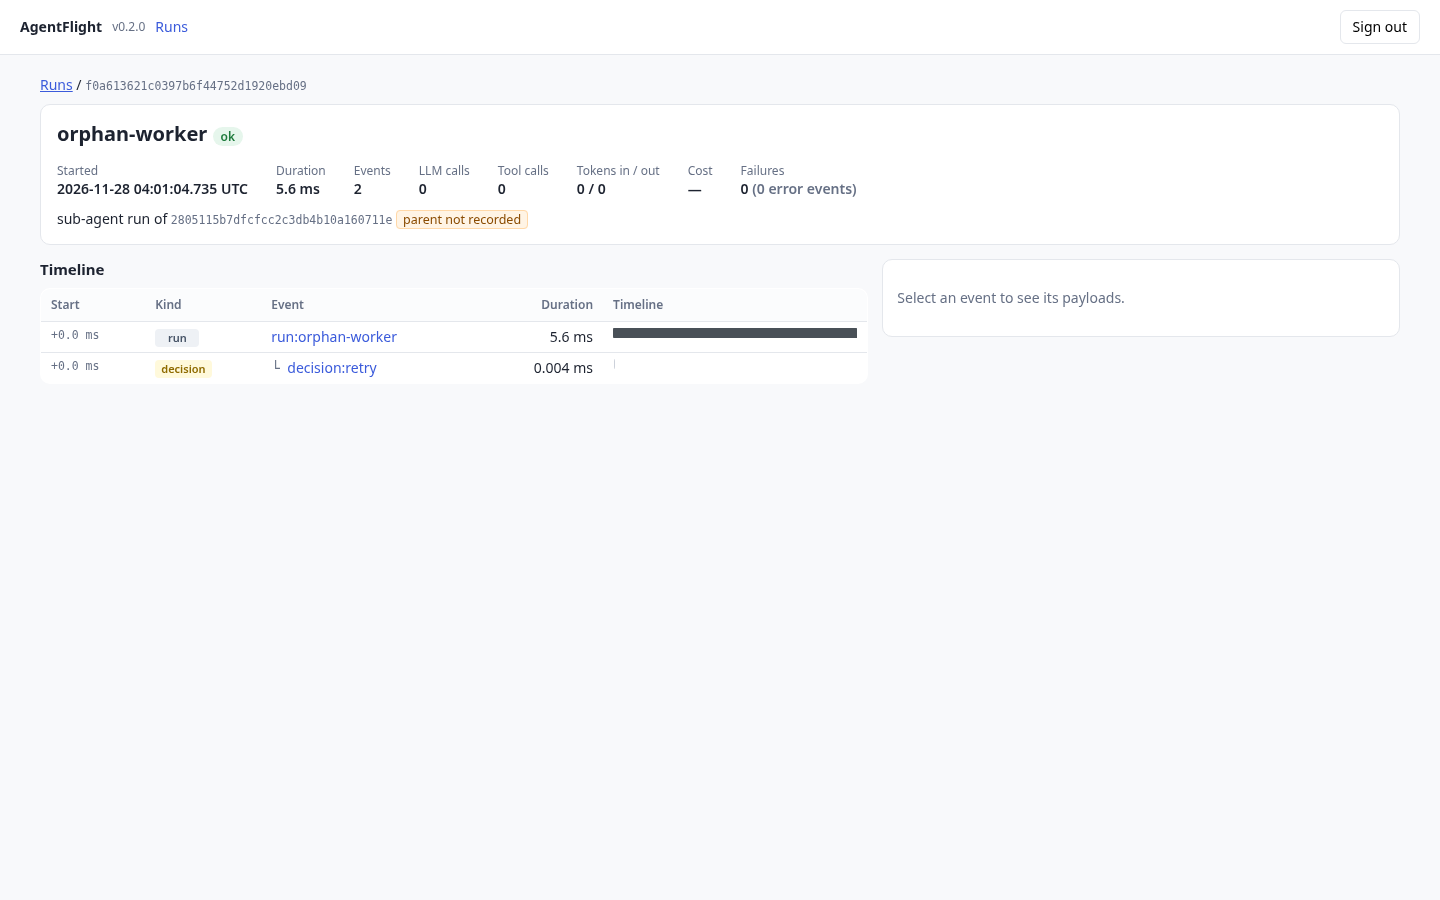 AgentFlight v0.2.0 Runs Sign out
Runs / f0a613621c0397b6f44752d1920ebd09
orphan-worker ok
Started Duration Events LLM calls Tool calls Tokens in / out Cost Failures
2026-11-28 04:01:04.735 UTC 5.6 ms 2 0 0 0 / 0 — 0 (0 error events)
sub-agent run of 2805115b7dfcfcc2c3db4b10a160711e parent not recorded
Timeline
Start Kind Event Duration Timeline
+0.0 ms run run:orphan-worker 5.6 ms
+0.0 ms decision └ decision:retry 0.004 ms
Select an event to see its payloads.